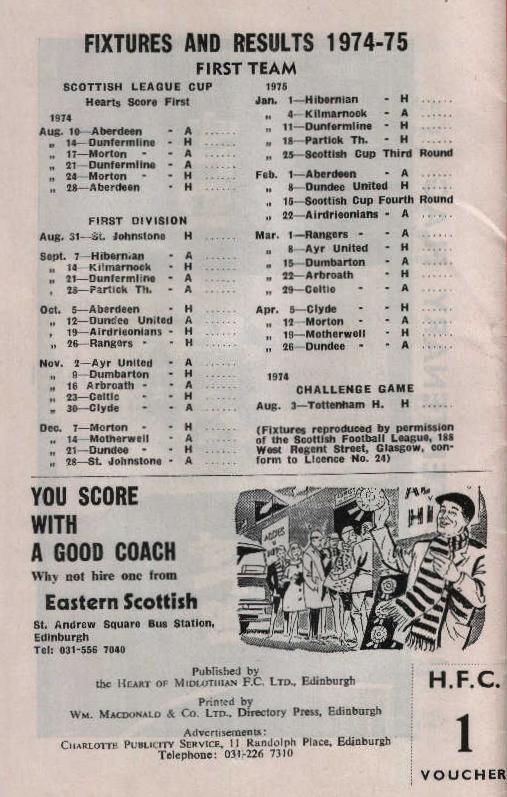 FIXTURES AND RESULTS 1974-75
FIRST TEAM
SCOTTISH LEAGUE CUP
Hearts Score First
1974
Aug. 10—Aberdeen - A ......
„ 14—Dunfermline - H ......
„ 17—Morton - A ......
„ 21—Dunfermline - A ......
„ 24—Morton - H ......
„ 28—Aberdeen - H ......
FIRST DIVISION
Aug. 31—St. Johnstone H ......
Sept. 7—Hibernian - A ......
„ 14—Kilmarnock - H ......
„ 21—Dunfermline - A ......
„ 28—Partick Th. - A ......
Oct. 5—Aberdeen - H ......
„ 12—Dundee United A ......
„ 19—Airdrieonians - H ......
„ 26—Rangers - - H ......
Nov. 2—Ayr United - A ......
„ 9—Dumbarton - H ......
„ 16 Arbroath - - A ......
„ 23—Celtic - - H ......
„ 30—Clyde - - A ......
Dec. 7—Morton - - H ......
„ 14—Motherwell - A ......
„ 21—Dundee - - H ......
„ 28—St. Johnstone - A ......
1975
Jan. 1—Hibernian - H ......
„ 4—Kilmarnock - A ......
„ 11—Dunfermline - H ......
„ 18—Partick Th. - H ......
„ 25—Scottish Cup Third Round
Feb. 1—Aberdeen - A ......
„ 8—Dundee United H ......
„ 15—Scottish Cup Fourth Round
„ 22—Airdrieonians - A ......
Mar. 1—Rangers - - A ......
„ 8—Ayr United - H ......
„ 15—Dumbarton - A ......
„ 22—Arbroath - H ......
„ 29—Celtic - - A ......
Apr. 5—Clyde - - H ......
„ 12—Morton - - A ......
„ 19—Motherwell - H ......
„ 26—Dundee - - A ......
1974
CHALLENGE GAME
Aug. 3—Tottenham H. H ......
(Fixtures reproduced by permission
of the Scottish Football League, 188
West Regent Street, Glasgow, con-
form to Licence No. 24)
YOU SCORE
WITH
A GOOD COACH
Why not hire one from
Eastern Scottish
St. Andrew Square Bus Station,
Edinburgh
Tel: 031-556 7040
Published by
the HEART OF MIDLOTHIAN F.C. LTD., Edinburgh
Printed by
WM. MACDONALD & CO. LTD., Directory Press, Edinburgh
Advertisements:
CHARLOTTE PUBLICITY SERVICE, 11 Randolph Place, Edinburgh
Telephone: 031-226 7310
H.F.C.
1
VOUCHER